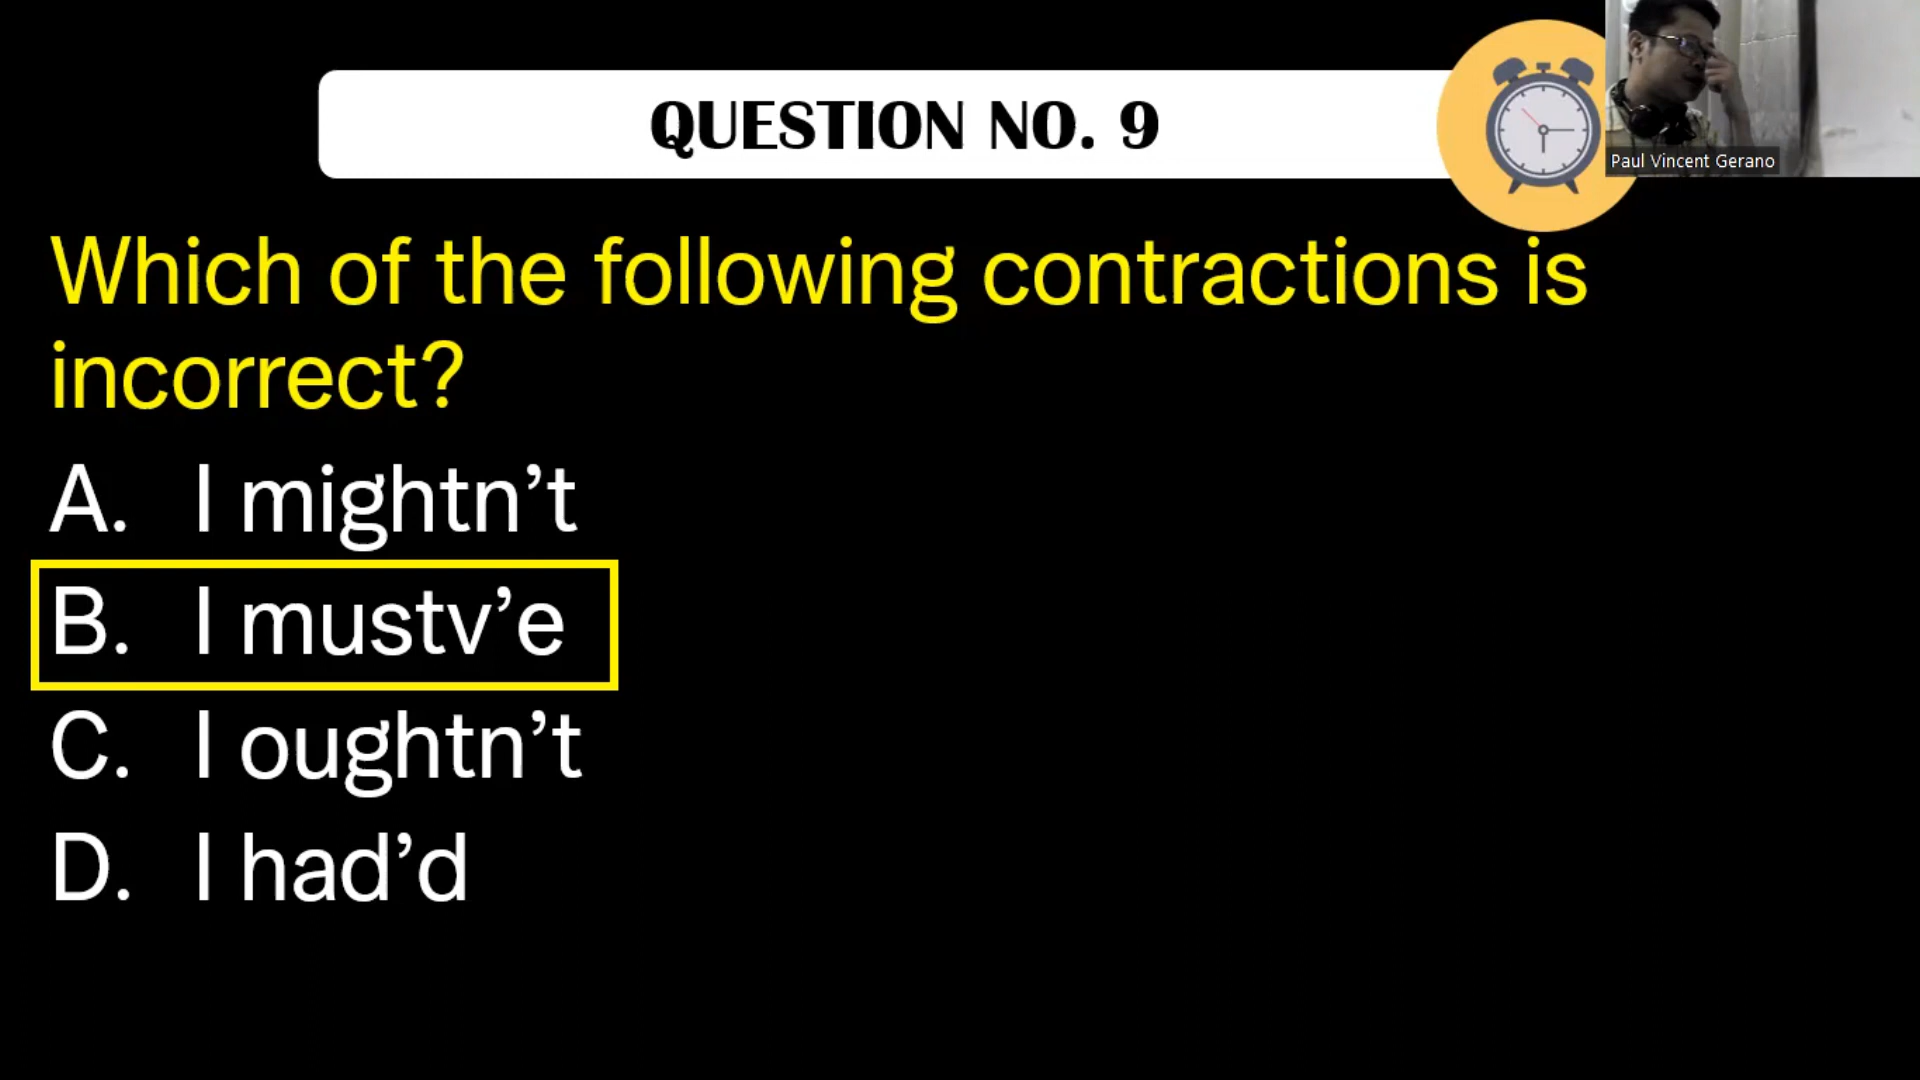 QUESTION NO. 9
Paul Vincent Gerano
Which of the following contractions is
incorrect?
A. I mightn’t
B. I mustv’e
C. I oughtn’t
D. I had’d